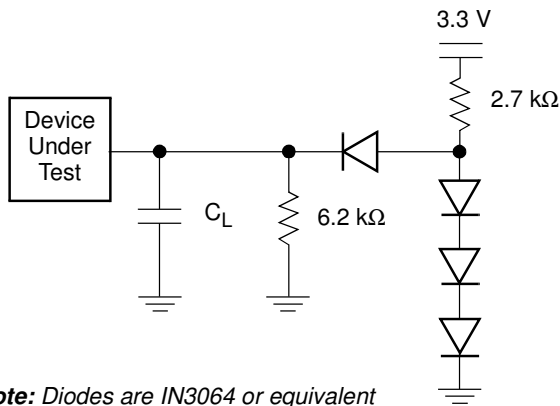 3.3 V
2.7 kΩ
Device
Under
Test
C_L
6.2 kΩ
ote: Diodes are IN3064 or equivalent